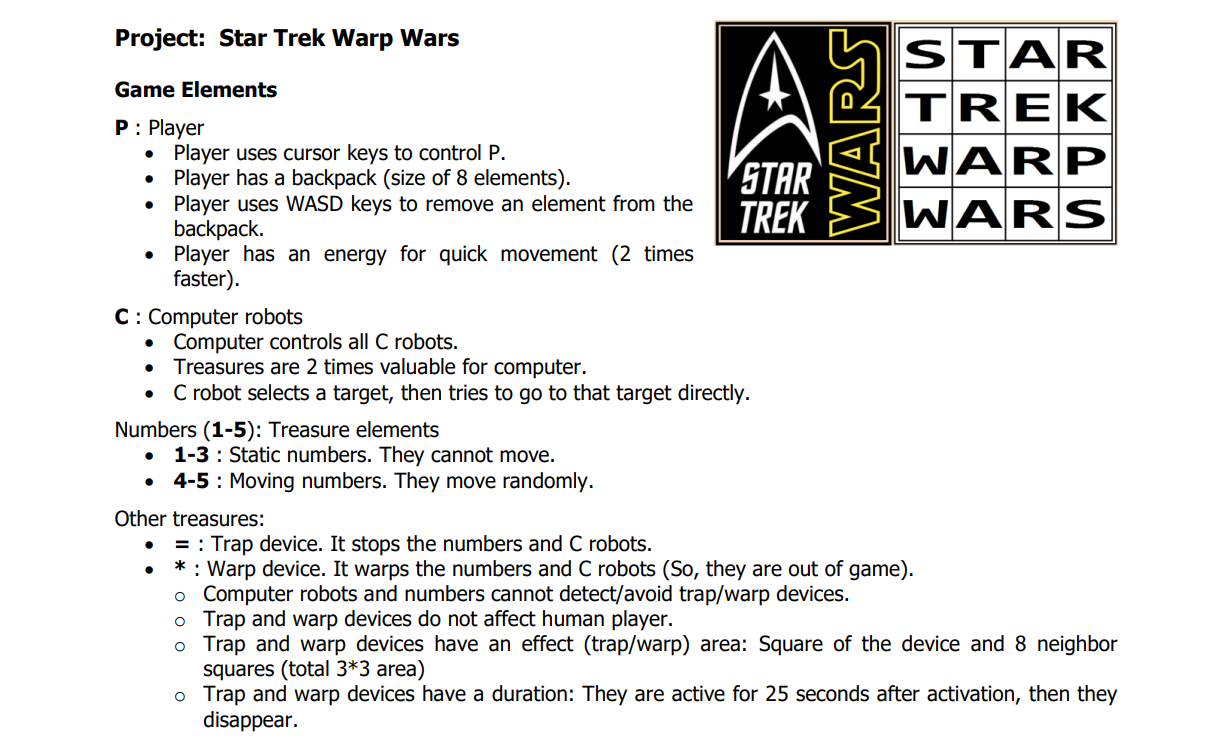 Project: Star Trek Warp Wars
STAR
TREK
WARS
S T A R
T R E K
W A R P
W A R S
Game Elements
P : Player
• Player uses cursor keys to control P.
• Player has a backpack (size of 8 elements).
• Player uses WASD keys to remove an element from the
backpack.
• Player has an energy for quick movement (2 times
faster).
C : Computer robots
• Computer controls all C robots.
• Treasures are 2 times valuable for computer.
• C robot selects a target, then tries to go to that target directly.
Numbers (1-5): Treasure elements
• 1-3 : Static numbers. They cannot move.
• 4-5 : Moving numbers. They move randomly.
Other treasures:
• = : Trap device. It stops the numbers and C robots.
• * : Warp device. It warps the numbers and C robots (So, they are out of game).
o Computer robots and numbers cannot detect/avoid trap/warp devices.
o Trap and warp devices do not affect human player.
o Trap and warp devices have an effect (trap/warp) area: Square of the device and 8 neighbor
squares (total 3*3 area)
o Trap and warp devices have a duration: They are active for 25 seconds after activation, then they
disappear.